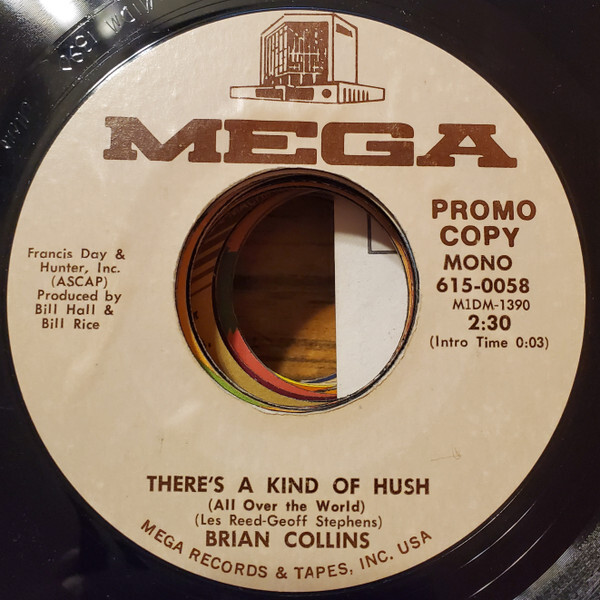 MEGA
PROMO
COPY
MONO
615-0058
M1DM-1390
2:30
(Intro Time 0:03)
Francis Day &
Hunter, Inc.
(ASCAP)
Produced by
Bill Hall &
Bill Rice
THERE'S A KIND OF HUSH
(All Over the World)
(Les Reed-Geoff Stephens)
BRIAN COLLINS
MEGA RECORDS & TAPES, INC. USA